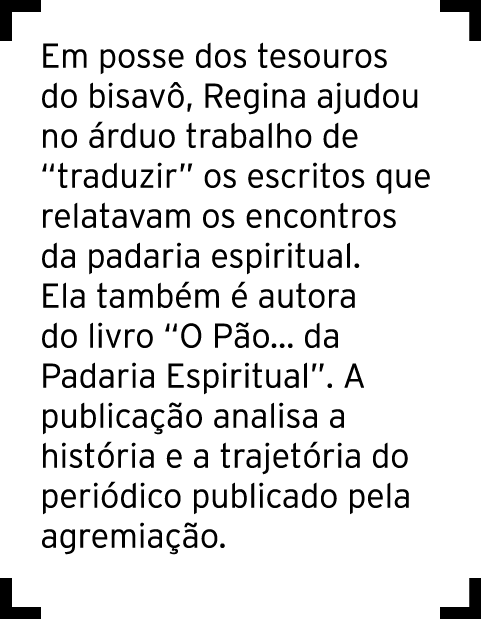 Em posse dos tesouros
do bisavô, Regina ajudou
no árduo trabalho de
“traduzir” os escritos que
relatavam os encontros
da padaria espiritual.
Ela também é autora
do livro “O Pão... da
Padaria Espiritual”. A
publicação analisa a
história e a trajetória do
periódico publicado pela
agremiação.